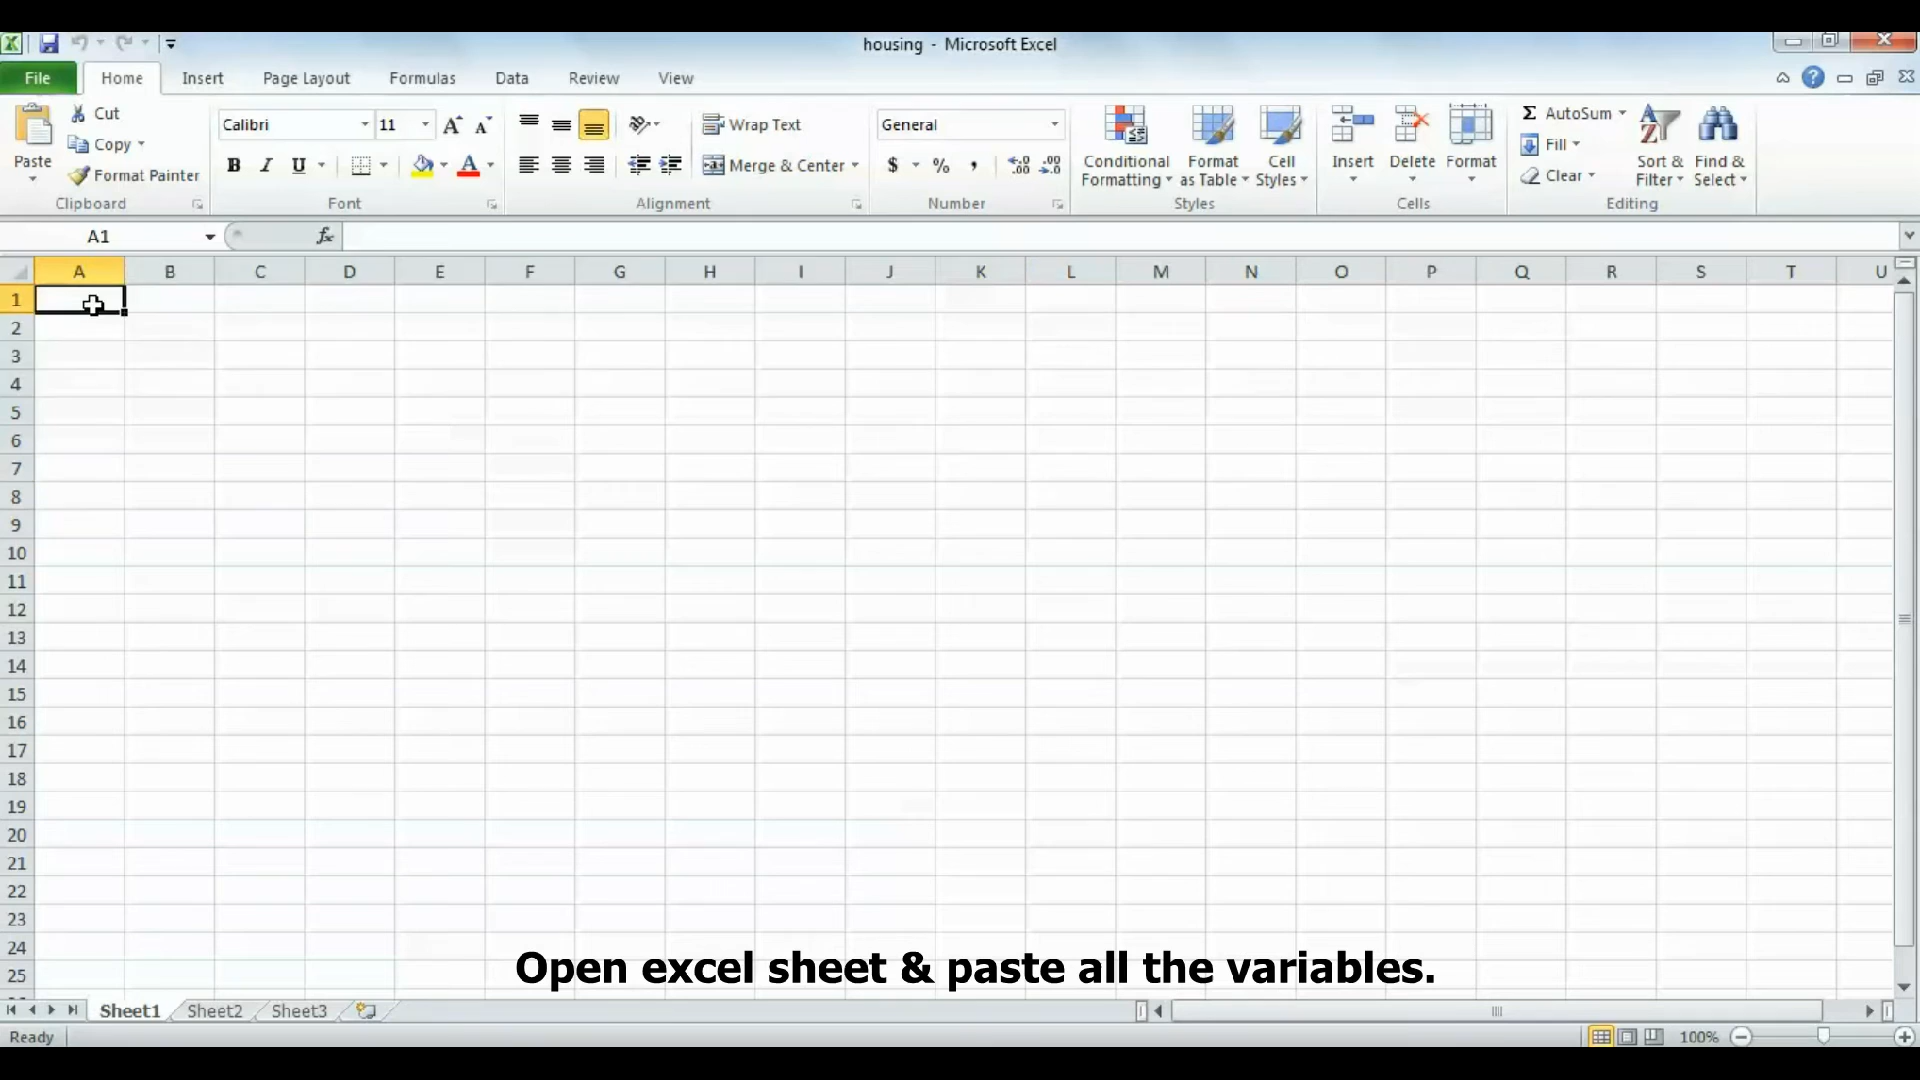 housing - Microsoft Excel
File Home Insert Page Layout Formulas Data Review View
Cut
Copy
Format Painter
Paste
Clipboard
Calibri 11
B I U A
Font
Wrap Text
Merge & Center
Alignment
General
$ % ,
Number
Conditional Formatting
Format as Table
Cell Styles
Styles
Insert Delete Format
Cells
Σ AutoSum
Fill
Clear
Sort & Filter
Find & Select
Editing
A1 fx
A B C D E F G H I J K L M N O P Q R S T U
1
2
3
4
5
6
7
8
9
10
11
12
13
14
15
16
17
18
19
20
21
22
23
24
25
Open excel sheet & paste all the variables.
Sheet1 Sheet2 Sheet3
Ready 100%